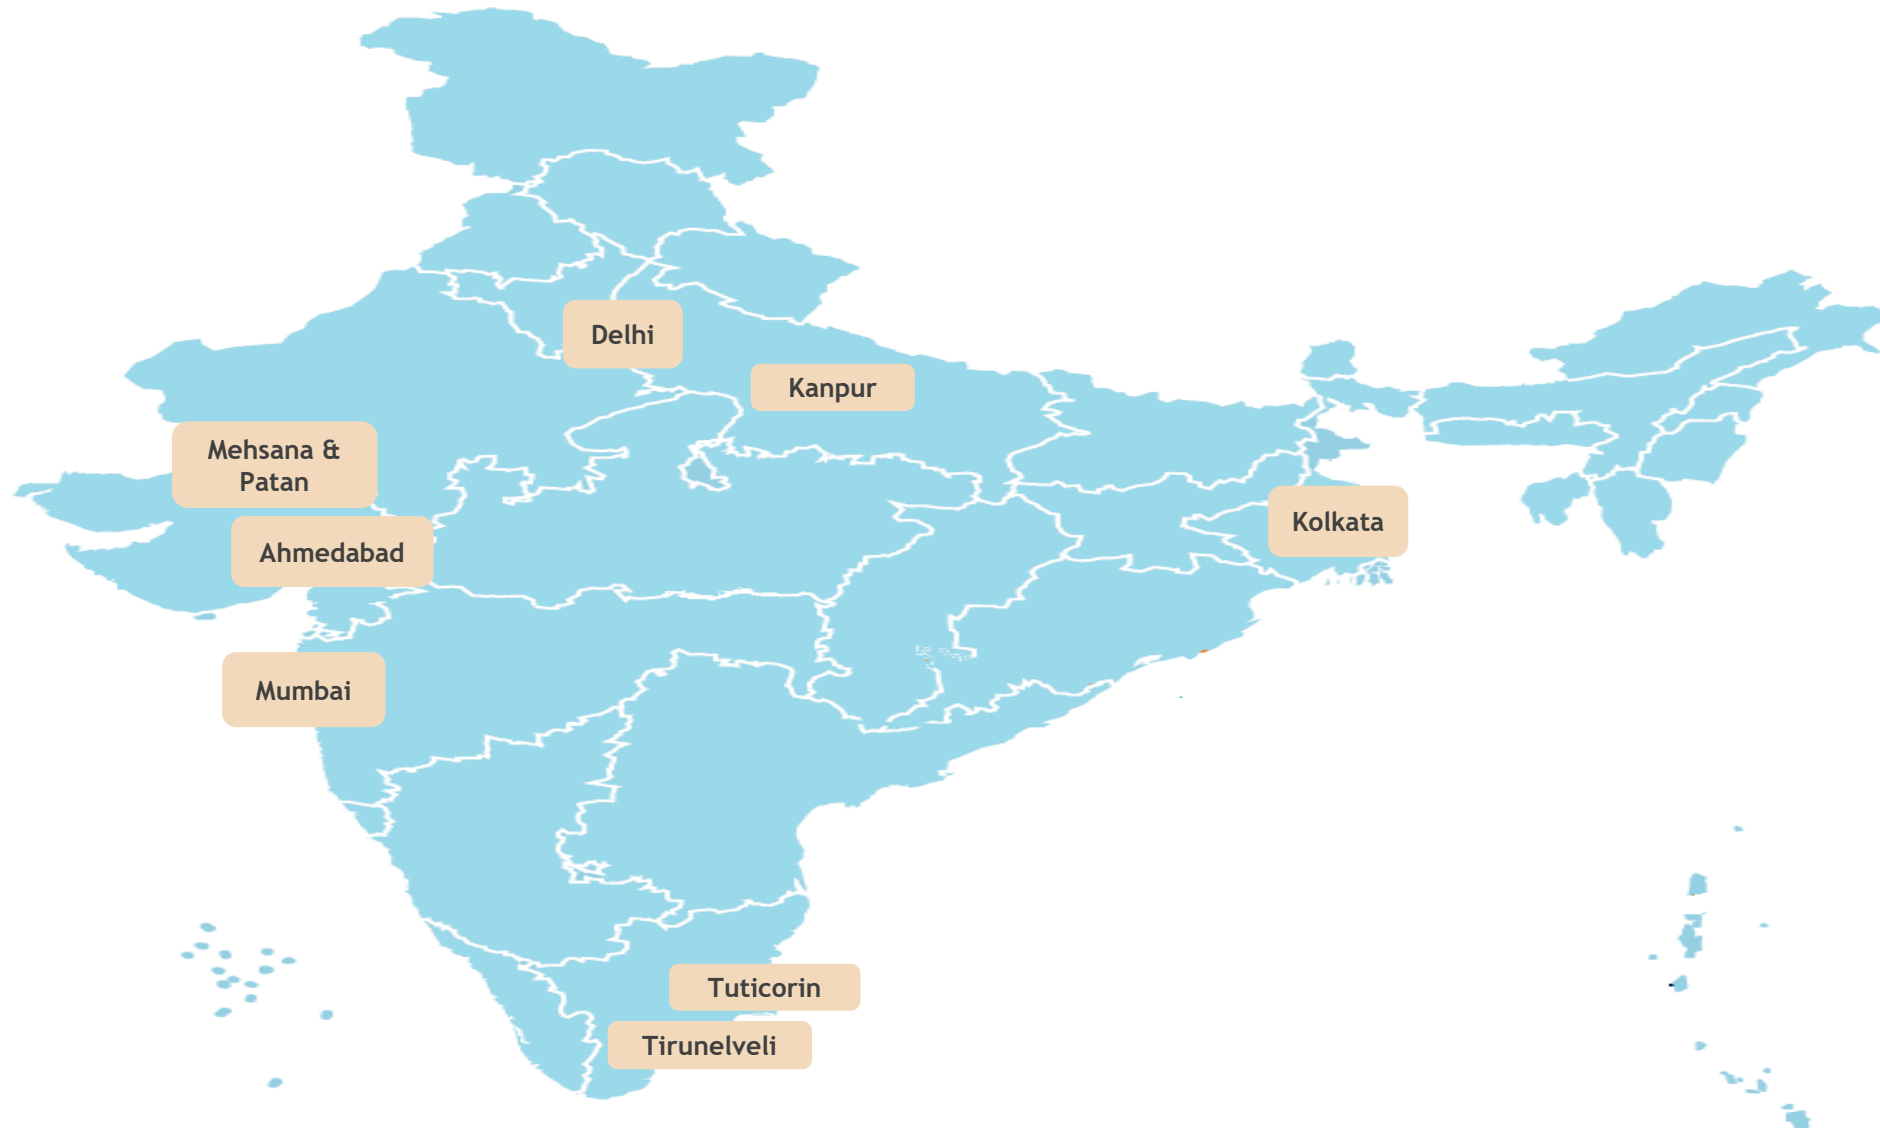 Delhi
Kanpur
Mehsana &
Patan
Kolkata
Ahmedabad
Mumbai
Tuticorin
Tirunelveli